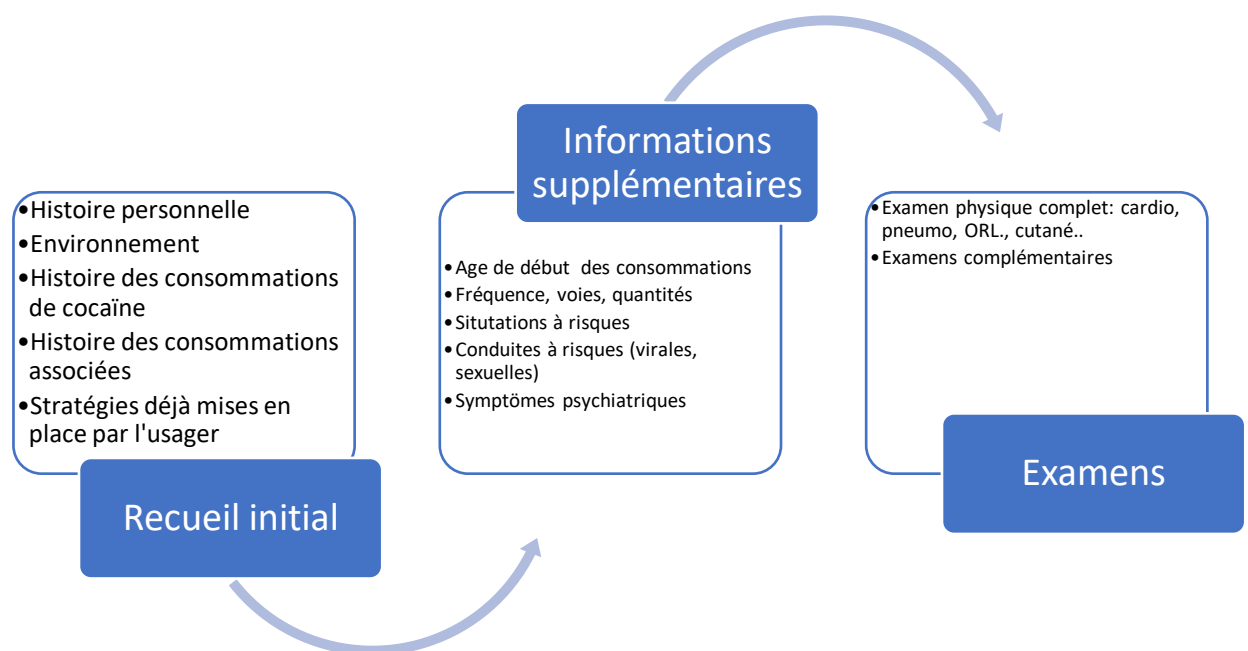 •Histoire personnelle
•Environnement
•Histoire des consommations
de cocaïne
•Histoire des consommations
associées
•Stratégies déjà mises en
place par l'usager
Recueil initial
Informations
supplémentaires
•Age de début des consommations
•Fréquence, voies, quantités
•Situtations à risques
•Conduites à risques (virales,
sexuelles)
•Symptömes psychiatriques
•Examen physique complet: cardio,
pneumo, ORL., cutané..
•Examens complémentaires
Examens